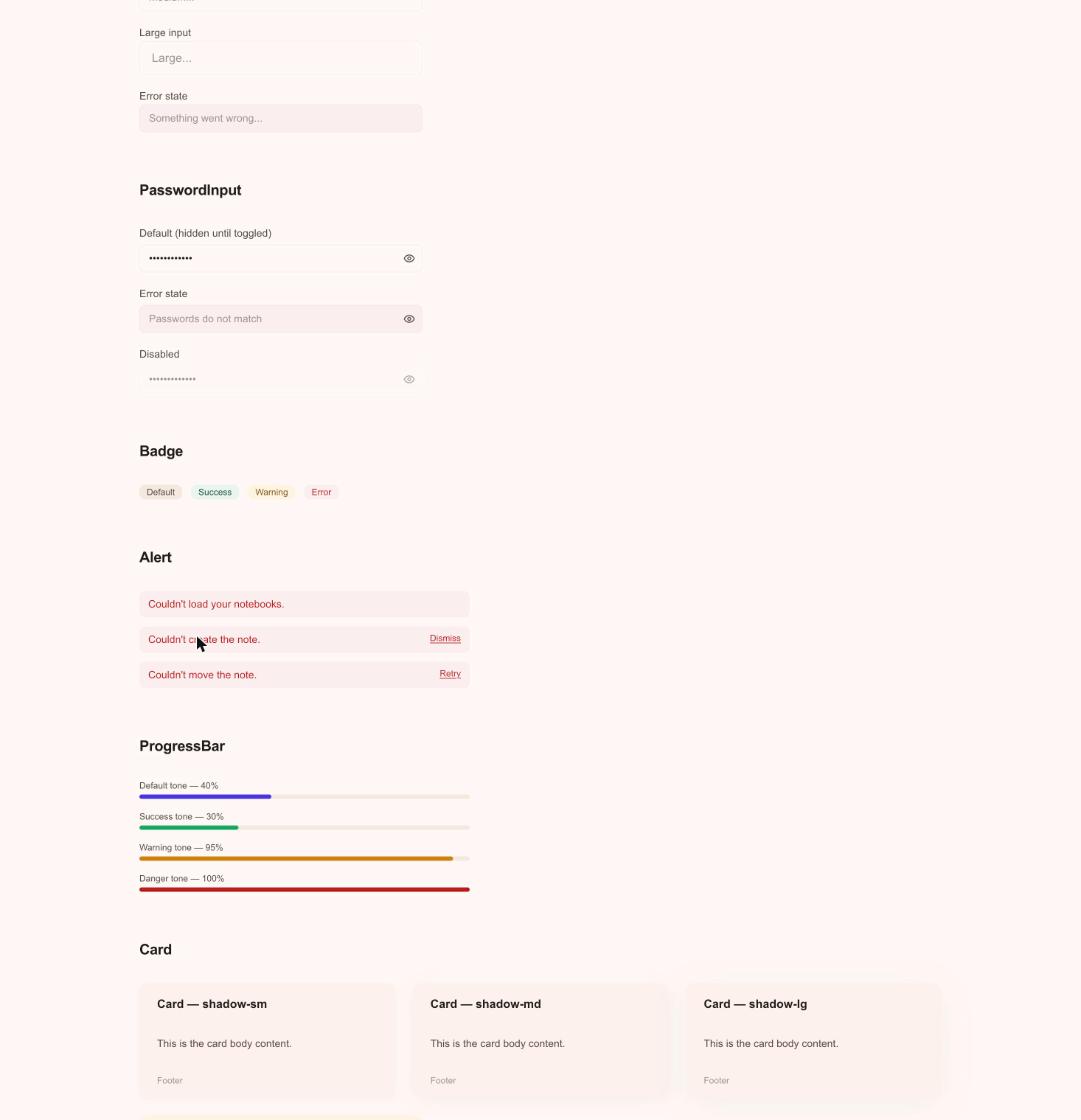 Large input
Large...
Error state
Something went wrong...
PasswordInput
Default (hidden until toggled)
••••••••••••
Error state
Passwords do not match
Disabled
•••••••••••••
Badge
Default Success Warning Error
Alert
Couldn't load your notebooks.
Couldn't create the note. Dismiss
Couldn't move the note. Retry
ProgressBar
Default tone — 40%
Success tone — 30%
Warning tone — 95%
Danger tone — 100%
Card
Card — shadow-sm Card — shadow-md Card — shadow-lg
This is the card body content. This is the card body content. This is the card body content.
Footer Footer Footer